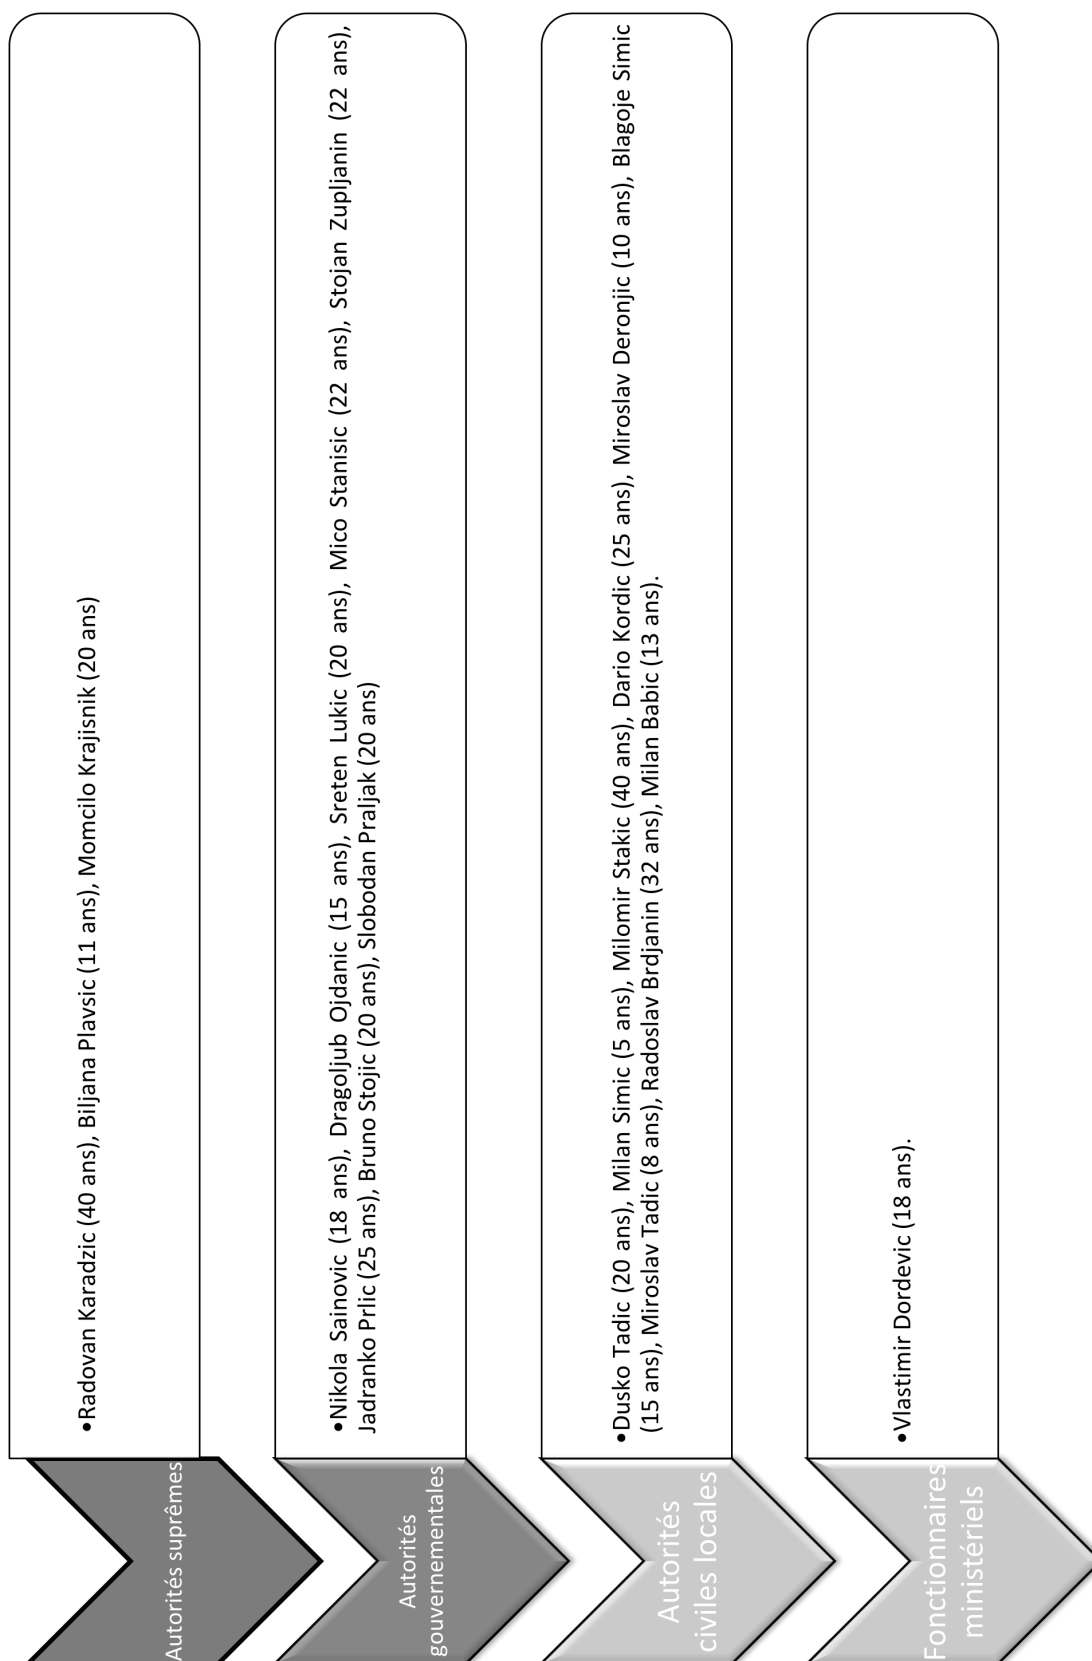 Autorités suprêmes
•Radovan Karadzic (40 ans), Biljana Plavsic (11 ans), Momcilo Krajisnik (20 ans)
Autorités
gouvernementales
•Nikola Sainovic (18 ans), Dragoljub Ojdanic (15 ans), Sreten Lukic (20 ans), Mico Stanisic (22 ans), Stojan Zupljanin (22 ans),
Jadranko Prlic (25 ans), Bruno Stojic (20 ans), Slobodan Praljak (20 ans)
Autorités
civiles locales
•Dusko Tadic (20 ans), Milan Simic (5 ans), Milomir Stakic (40 ans), Dario Kordic (25 ans), Miroslav Deronjic (10 ans), Blagoje Simic
(15 ans), Miroslav Tadic (8 ans), Radoslav Brdjanin (32 ans), Milan Babic (13 ans).
Fonctionnaires
ministériels
•Vlastimir Dordevic (18 ans).